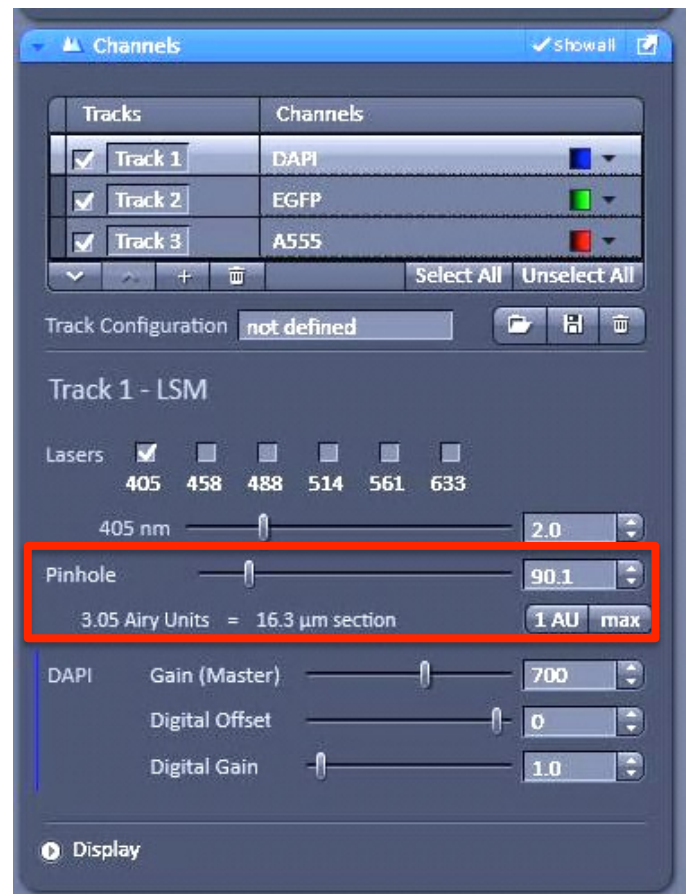 Channels Show all
Tracks Channels
Track 1 DAPI
Track 2 EGFP
Track 3 A555
+ Select All Unselect All
Track Configuration not defined
Track 1 - LSM
Lasers
405 458 488 514 561 633
405 nm 2.0
Pinhole 90.1
3.05 Airy Units = 16.3 µm section 1 AU max
DAPI Gain (Master) 700
Digital Offset 0
Digital Gain 1.0
Display